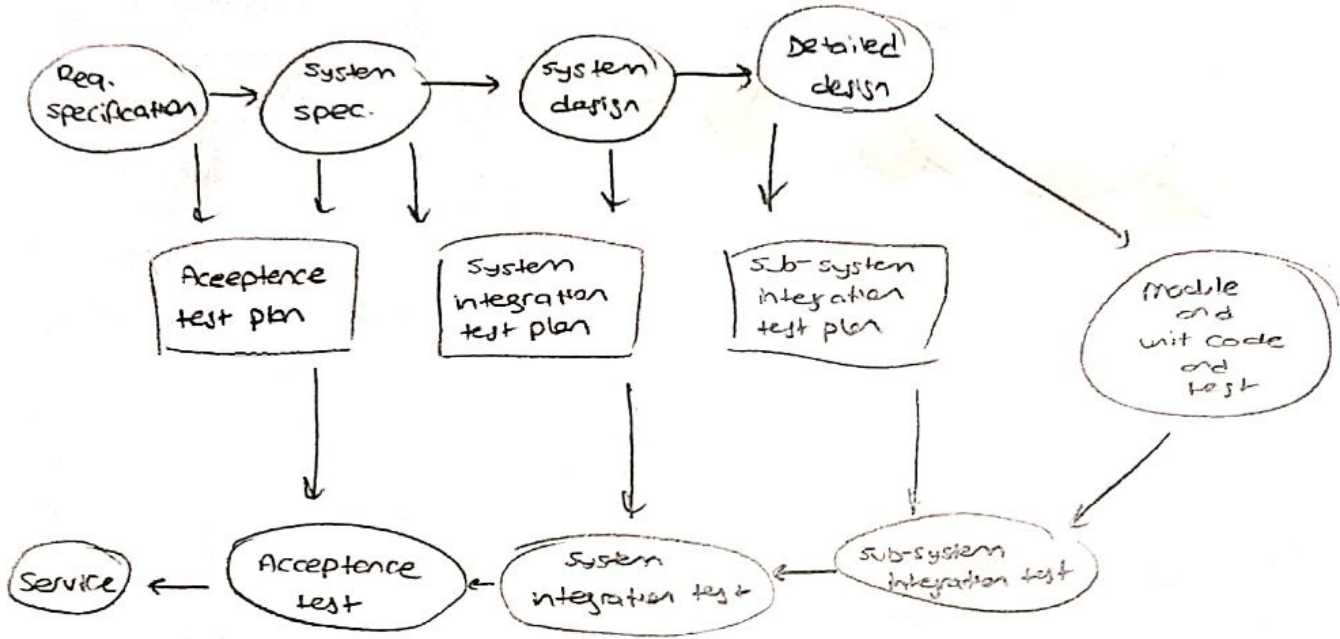 Req.
specification
System
spec.
System
design
Detailed
design
Acceptence
test plan
System
integration
test plan
Sub-system
integration
test plan
Module
and
unit code
and
test
Service
Acceptence
test
System
integration test
Sub-system
integration test